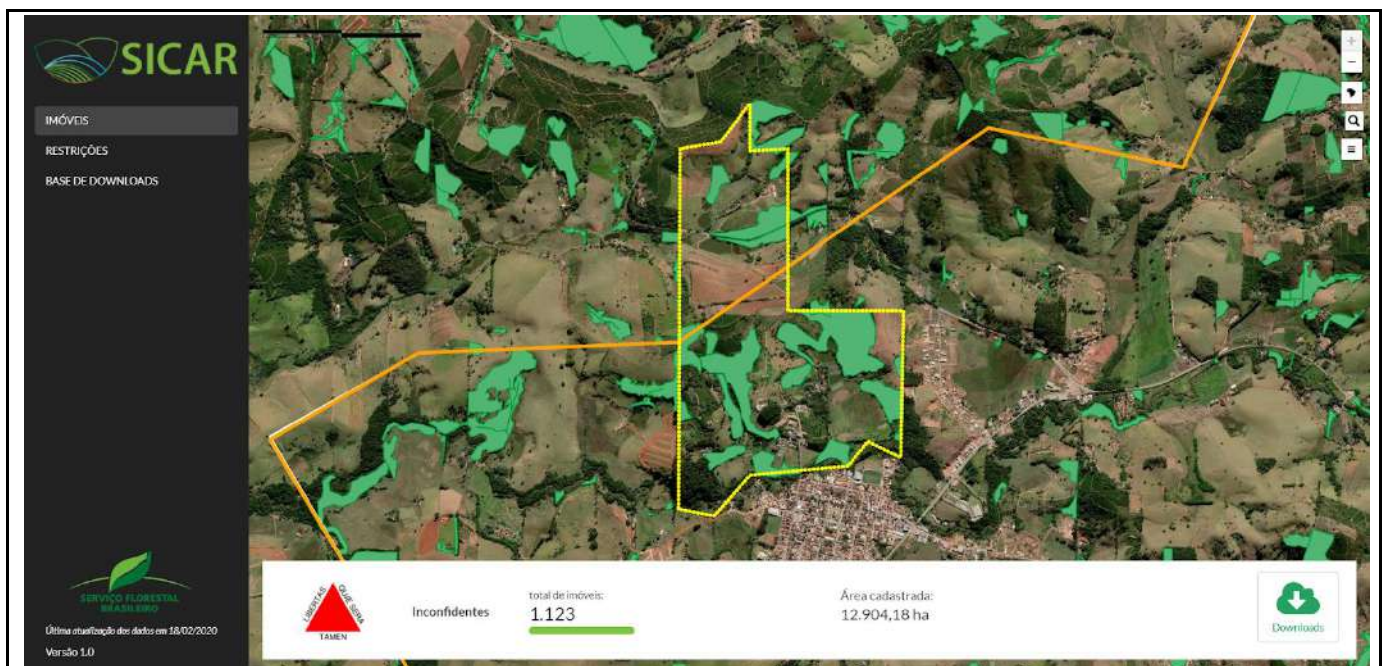 SICAR
IMÓVEIS
RESTRIÇÕES
BASE DE DOWNLOADS
SERVIÇO FLORESTAL
BRASILEIRO
Última atualização dos dados em 18/02/2020
Versão 1.0
LIBERTAS QUÆ SERA TAMEN
Inconfidentes
total de imóveis:
1.123
Área cadastrada:
12.904,18 ha
Downloads